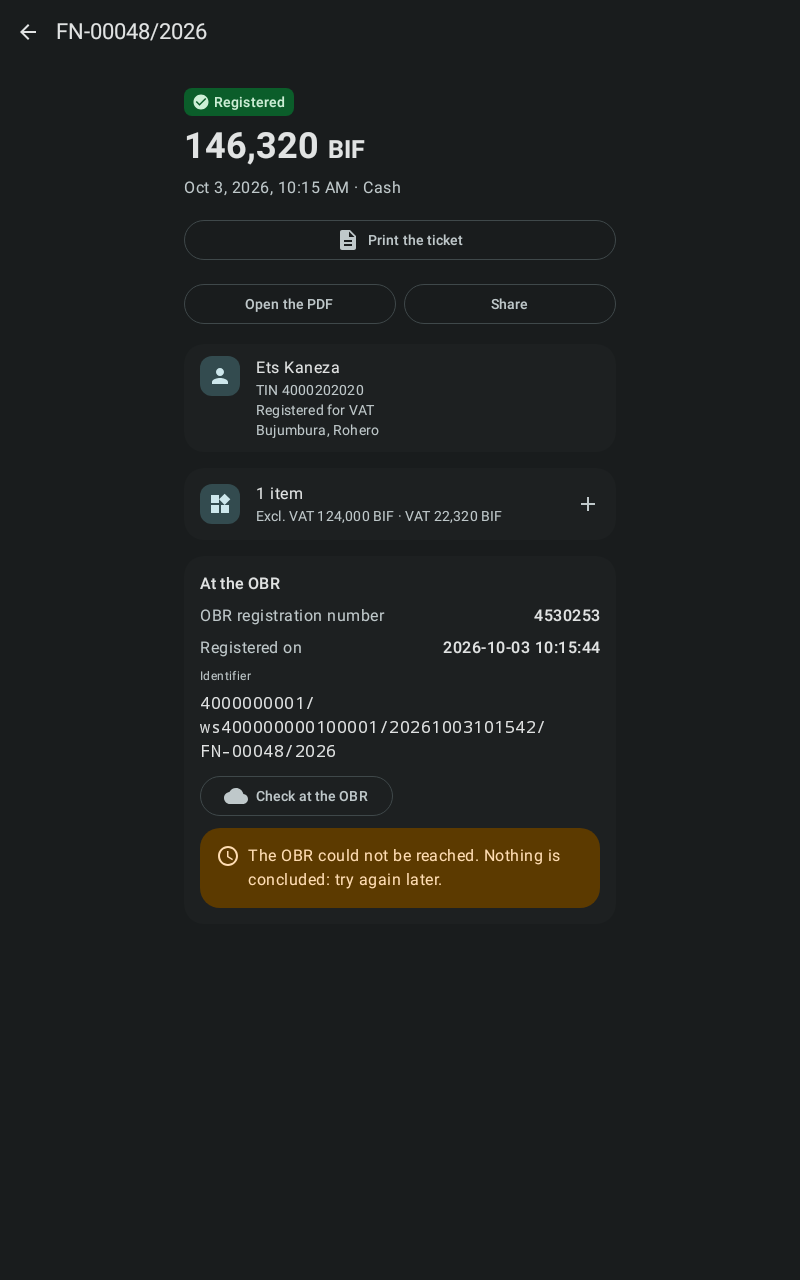 FN-00048/2026
Registered
146,320 BIF
Oct 3, 2026, 10:15 AM · Cash
Print the ticket
Open the PDF
Share
Ets Kaneza
TIN 4000202020
Registered for VAT
Bujumbura, Rohero
1 item
Excl. VAT 124,000 BIF · VAT 22,320 BIF
At the OBR
OBR registration number 4530253
Registered on 2026-10-03 10:15:44
Identifier
4000000001/
ws400000000100001/20261003101542/
FN-00048/2026
Check at the OBR
The OBR could not be reached. Nothing is
concluded: try again later.